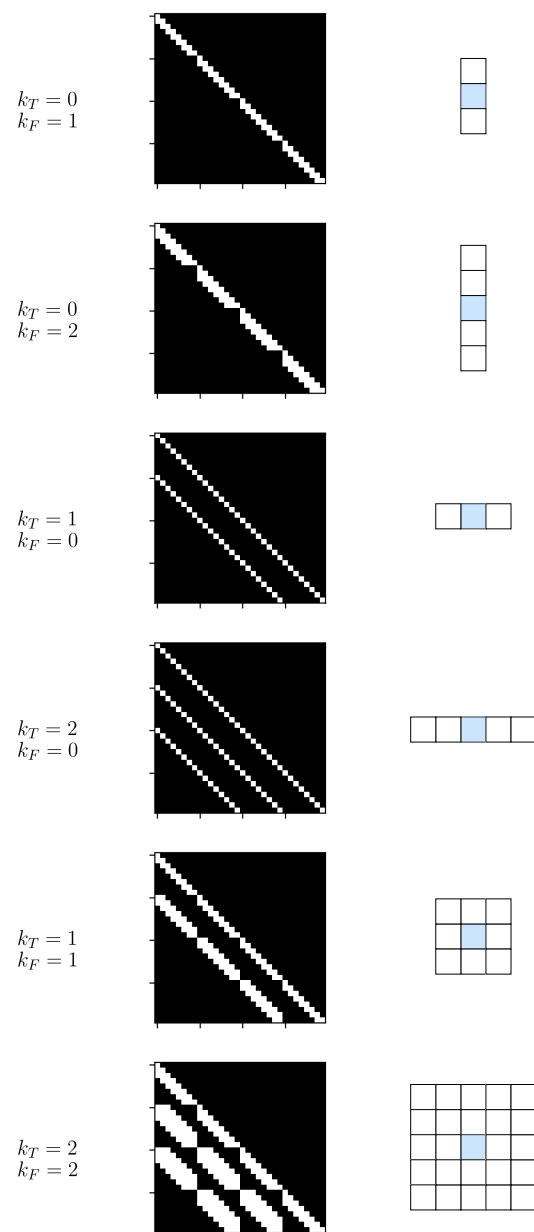 k_T = 0
k_F = 1
k_T = 0
k_F = 2
k_T = 1
k_F = 0
k_T = 2
k_F = 0
k_T = 1
k_F = 1
k_T = 2
k_F = 2